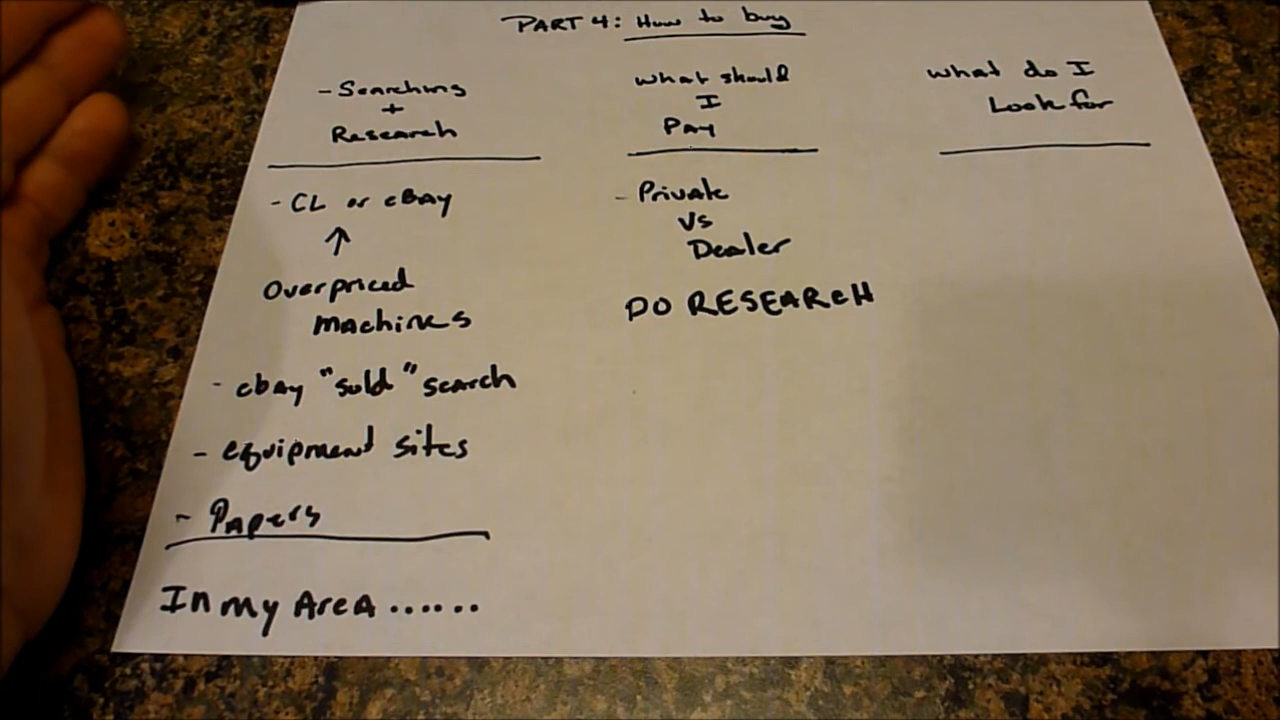 PART 4: How to buy
- Searching
+
Research
- CL or eBay
↑
Overpriced
Machines
- ebay "sold" search
- equipment sites
- Papers
In my Area ......
What should
I
Pay
- Private
vs
Dealer
DO RESEARCH
What do I
Look for